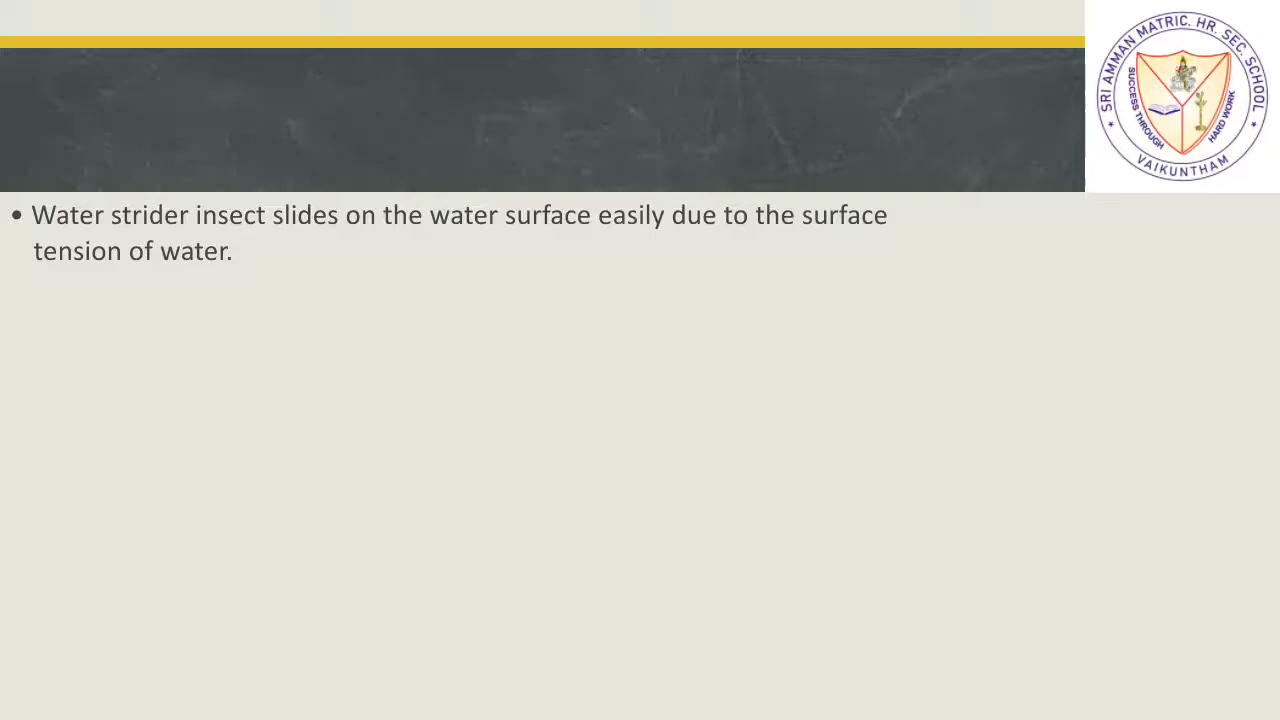 SRI AMMAN MATRIC. HR. SEC. SCHOOL
SUCCESS THROUGH
HARD WORK
VAIKUNTHAM
• Water strider insect slides on the water surface easily due to the surface
tension of water.